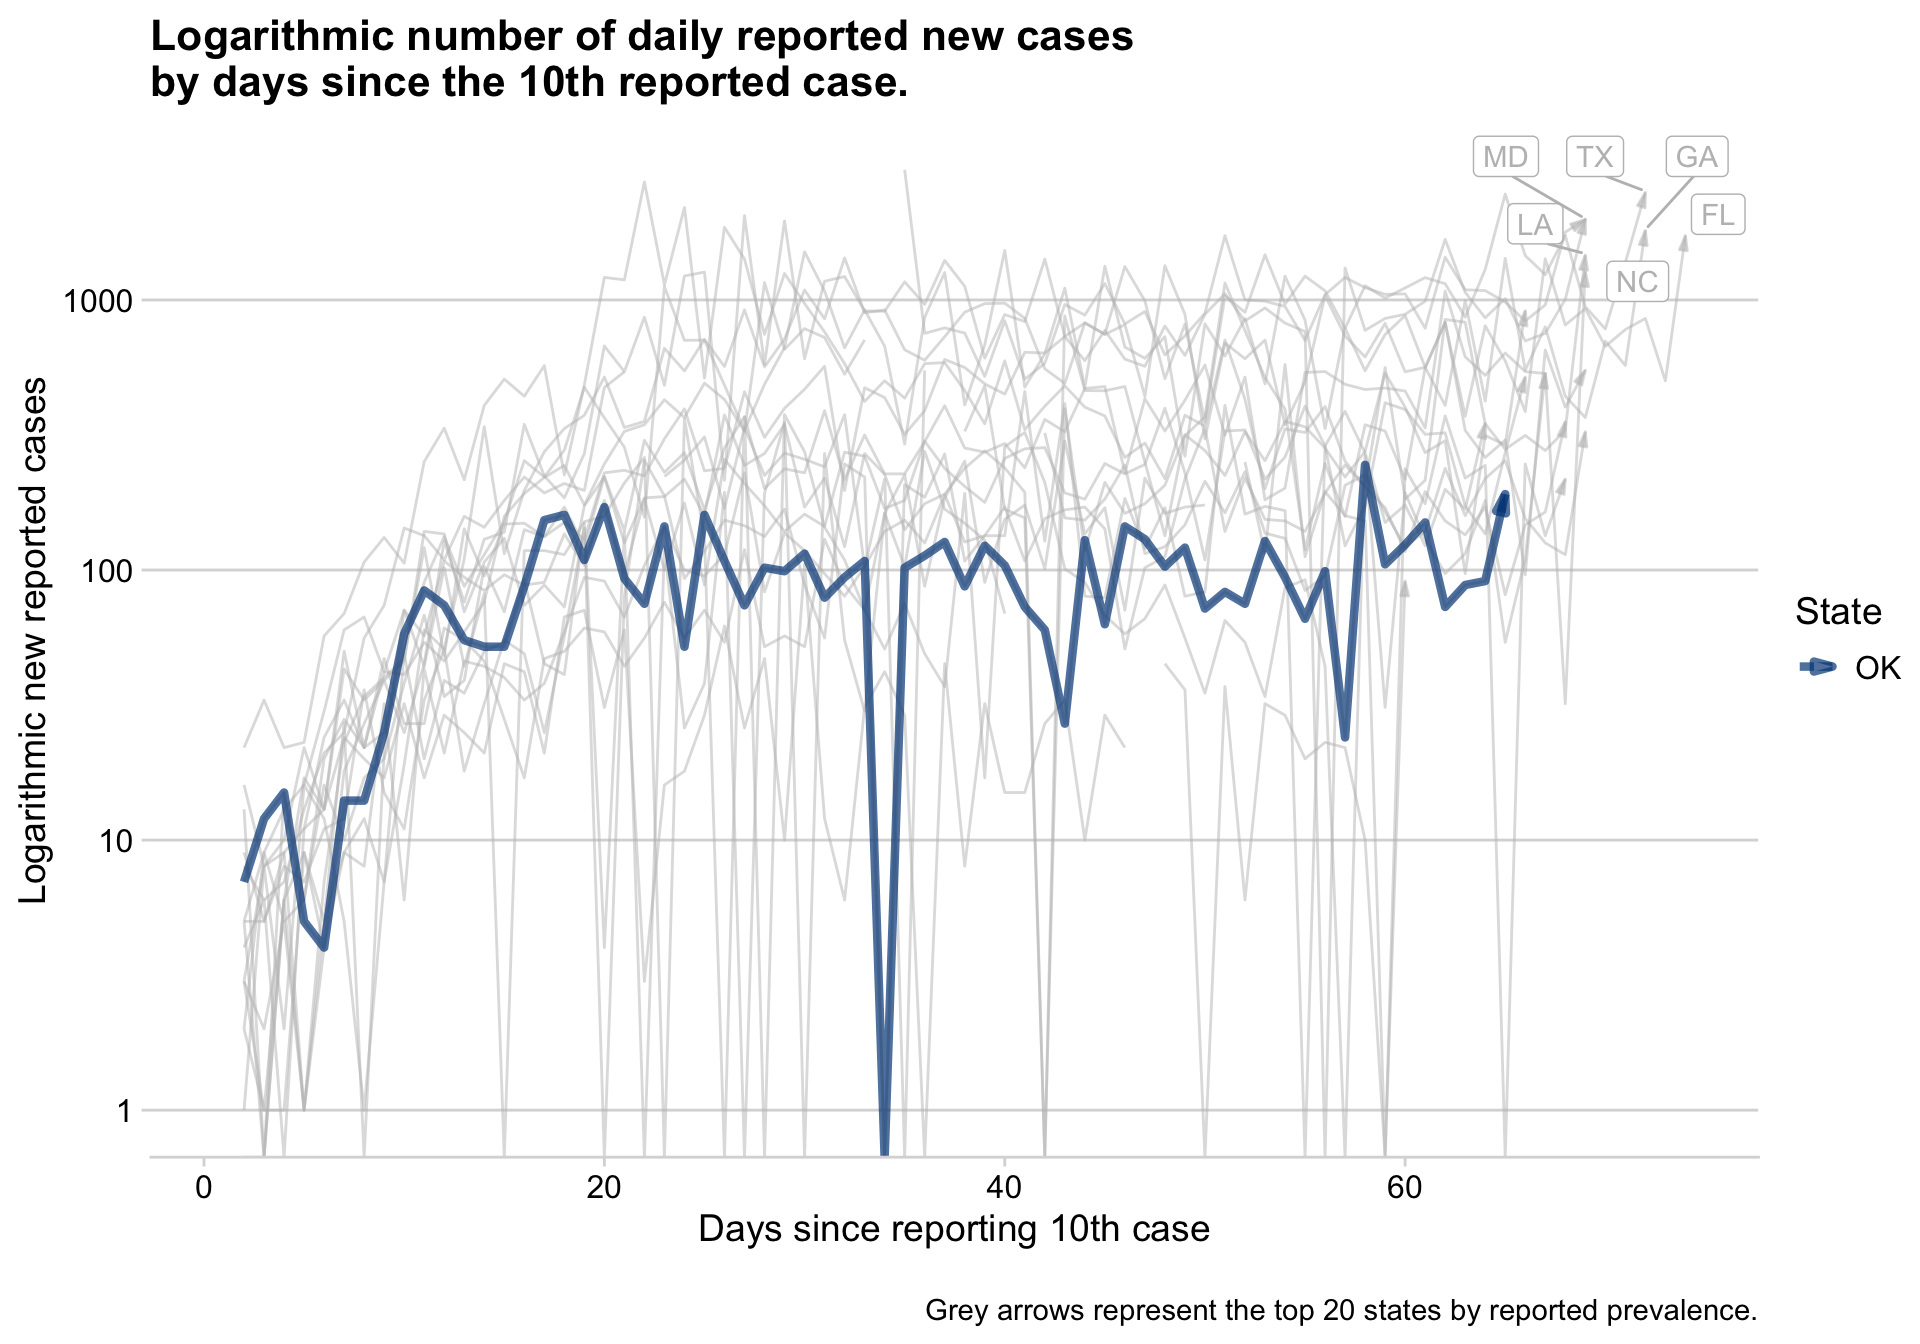 Logarithmic number of daily reported new cases
by days since the 10th reported case.
MD
TX
GA
LA
FL
NC
Logarithmic new reported cases
1000
100
10
1
0
20
40
60
Days since reporting 10th case
State
OK
Grey arrows represent the top 20 states by reported prevalence.